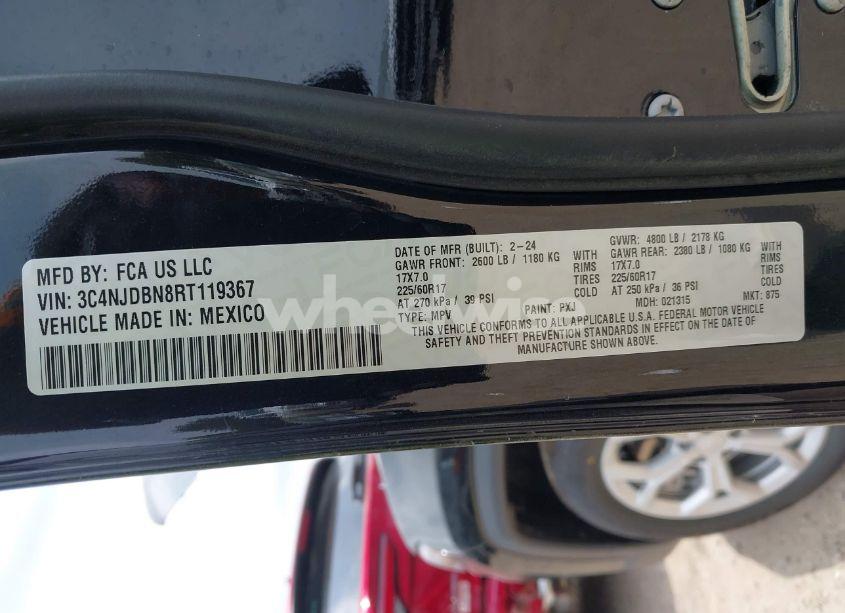 MFD BY: FCA US LLC
VIN: 3C4NJDBN8RT119367
VEHICLE MADE IN: MEXICO
DATE OF MFR (BUILT): 2-24
GAWR FRONT: 2600 LB / 1180 KG WITH
17X7.0 RIMS
225/60R17 TIRES
AT 270 kPa / 39 PSI
TYPE: MPV PAINT: PXJ
GVWR: 4800 LB / 2178 KG
GAWR REAR: 2380 LB / 1080 KG WITH
17X7.0 RIMS
225/60R17 TIRES
AT 250 kPa / 36 PSI
MDH: 021315 MKT: 875
THIS VEHICLE CONFORMS TO ALL APPLICABLE U.S.A. FEDERAL MOTOR VEHICLE
SAFETY AND THEFT PREVENTION STANDARDS IN EFFECT ON THE DATE OF
MANUFACTURE SHOWN ABOVE.